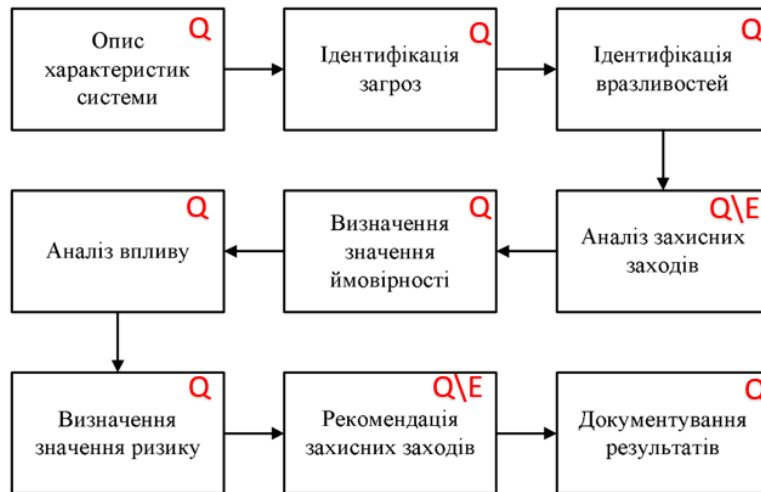 Q
Опис
характеристик
системи
Q
Ідентифікація
загроз
Q
Ідентифікація
вразливостей
Q
Аналіз впливу
Q
Визначення
значення
ймовірності
Q\E
Аналіз захисних
заходів
Q
Визначення
значення ризику
Q\E
Рекомендація
захисних заходів
Q
Документування
результатів